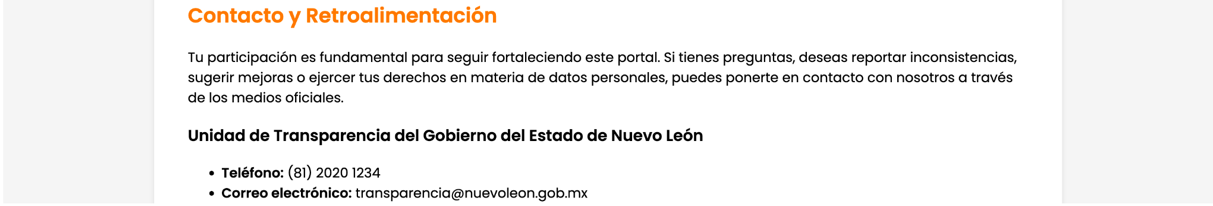 Contacto y Retroalimentación
Tu participación es fundamental para seguir fortaleciendo este portal. Si tienes preguntas, deseas reportar inconsistencias,
sugerir mejoras o ejercer tus derechos en materia de datos personales, puedes ponerte en contacto con nosotros a través
de los medios oficiales.
Unidad de Transparencia del Gobierno del Estado de Nuevo León
• Teléfono: (81) 2020 1234
• Correo electrónico: transparencia@nuevoleon.gob.mx